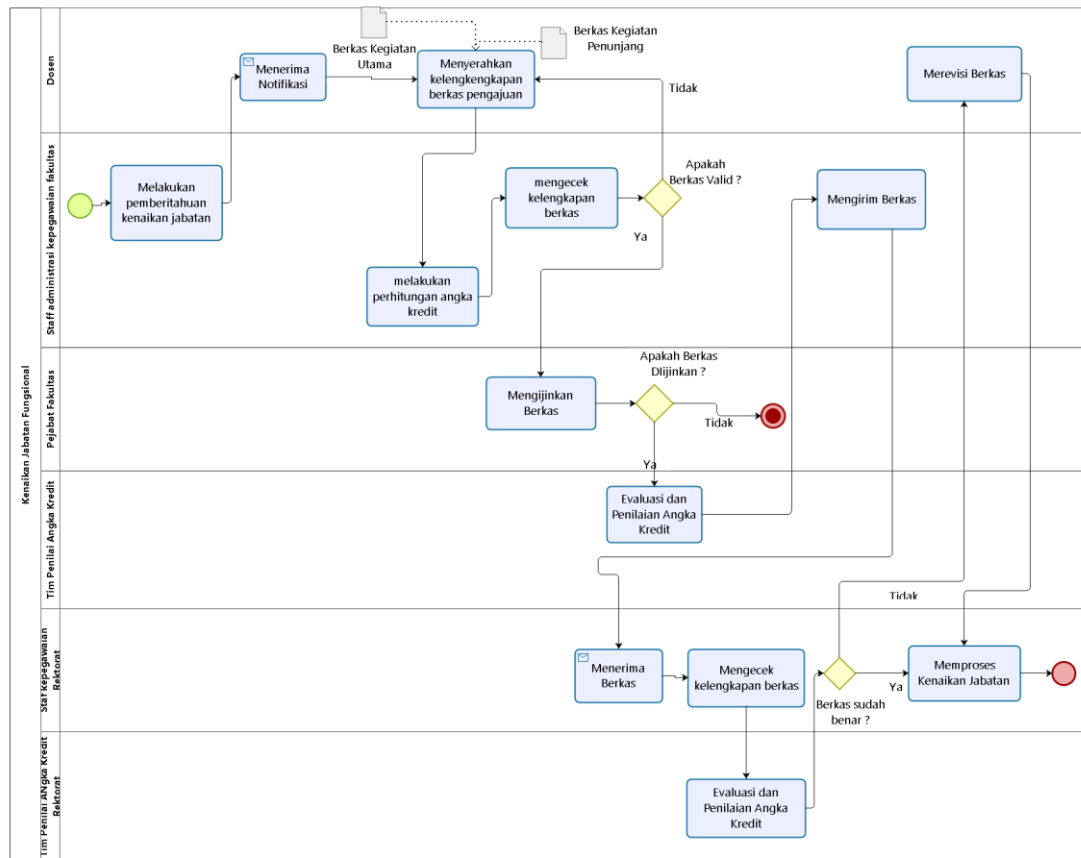 Kenaikan Jabatan Fungsional
Dosen
Berkas Kegiatan
Utama
Berkas Kegiatan
Penunjang
Menerima
Notifikasi
Menyerahkan
kelengkengkapan
berkas pengajuan
Tidak
Merevisi Berkas
Staff administrasi kepegawaian fakultas
Melakukan
pemberitahuan
kenaikan jabatan
mengecek
kelengkapan
berkas
Apakah
Berkas Valid ?
Ya
Mengirim Berkas
melakukan
perhitungan angka
kredit
Pejabat Fakultas
Mengijinkan
Berkas
Apakah Berkas
DIijinkan ?
Tidak
Ya
Tim Penilai Angka Kredit
Evaluasi dan
Penilaian Angka
Kredit
Tidak
Staf kepegawaian
Rektorat
Menerima
Berkas
Mengecek
kelengkapan berkas
Berkas sudah
benar ?
Ya
Memproses
Kenaikan Jabatan
Tim Penilai ANgka Kredit
Rektorat
Evaluasi dan
Penilaian Angka
Kredit